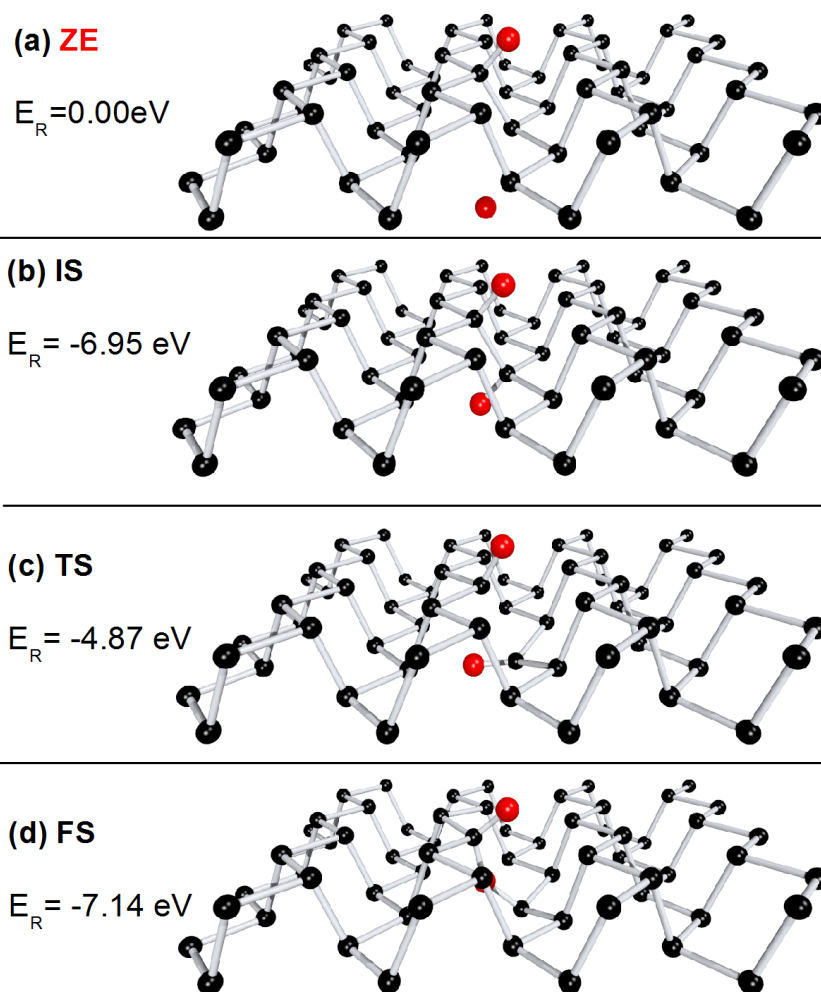 (a) ZE
E_R=0.00eV
(b) IS
E_R= -6.95 eV
(c) TS
E_R= -4.87 eV
(d) FS
E_R= -7.14 eV